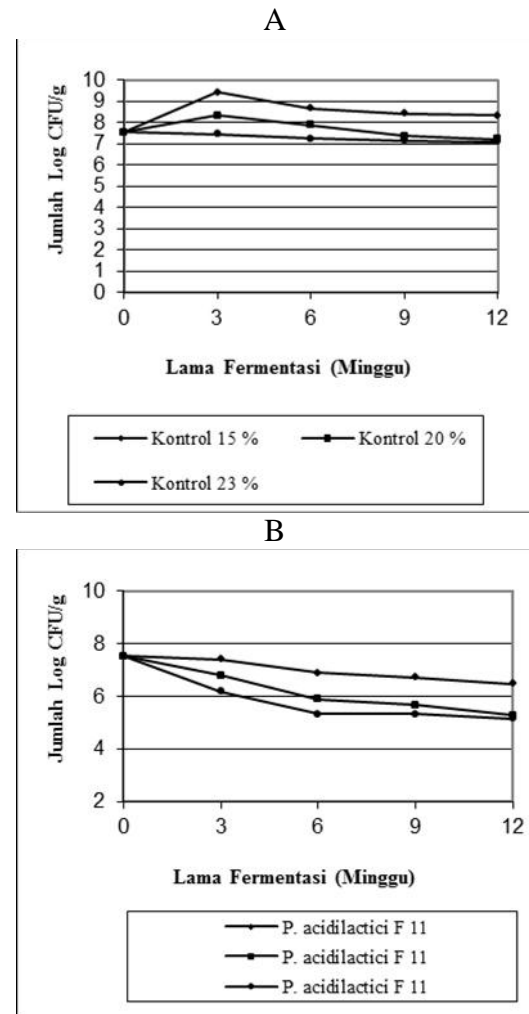 A
10
9
8
7
7
6
5
4
3
2
1
0
0 3 6 9 12
Jumlah Log CFU/g
Lama Fermentasi (Minggu)
Kontrol 15 % Kontrol 20 %
Kontrol 23 %
B
10
8
6
4
2
0 3 6 9 12
Jumlah Log CFU/g
Lama Fermentasi (Minggu)
P. acidilactici F 11
P. acidilactici F 11
P. acidilactici F 11